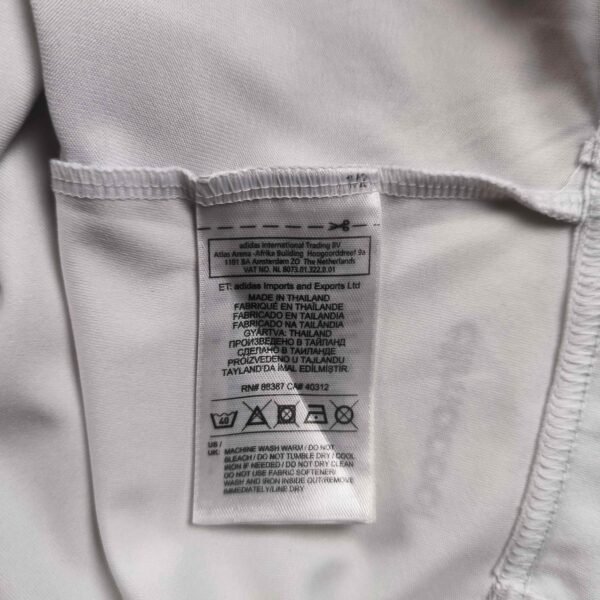 adidas International Trading BV
Atlas Arena -Afrika Building Hoogoorddreef 9a
1101 BA Amsterdam ZO The Netherlands
VAT NO. NL 8073.01.322.B.01
ET: adidas Imports and Exports Ltd
MADE IN THAILAND
FABRIQUÉ EN THAÏLANDE
FABRICADO EN TAILANDIA
FABRICADO NA TAILÂNDIA
GYÁRTVA: THAILAND
ПРОИЗВЕДЕНО В ТАЙЛАНД
СДЕЛАНО В ТАИЛАНДЕ
PROIZVEDENO U TAJLANDU
TAYLAND'DA İMAL EDİLMİŞTİR.
RN# 88387 CA# 40312
40
US /
UK: MACHINE WASH WARM / DO NOT
BLEACH / DO NOT TUMBLE DRY / COOL
IRON IF NEEDED / DO NOT DRY CLEAN
DO NOT USE FABRIC SOFTENER/
WASH AND IRON INSIDE OUT/REMOVE
IMMEDIATELY/LINE DRY